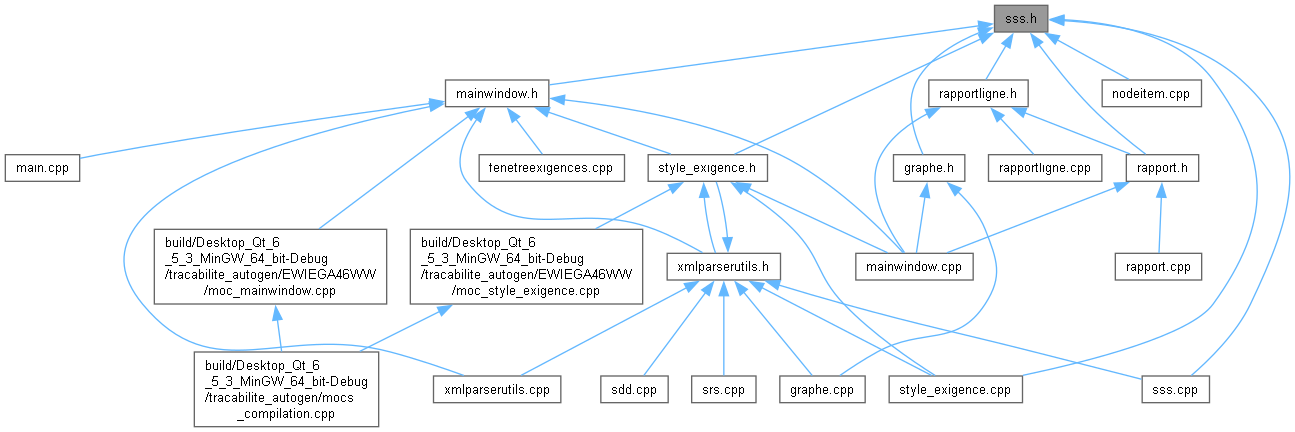 sss.h
mainwindow.h
rapportligne.h
nodeitem.cpp
main.cpp
fenetreexigences.cpp
style_exigence.h
graphe.h
rapportligne.cpp
rapport.h
build/Desktop_Qt_6
_5_3_MinGW_64_bit-Debug
/tracabilite_autogen/EWIEGA46WW
/moc_mainwindow.cpp
build/Desktop_Qt_6
_5_3_MinGW_64_bit-Debug
/tracabilite_autogen/EWIEGA46WW
/moc_style_exigence.cpp
xmlparserutils.h
mainwindow.cpp
rapport.cpp
build/Desktop_Qt_6
_5_3_MinGW_64_bit-Debug
/tracabilite_autogen/mocs
_compilation.cpp
xmlparserutils.cpp
sdd.cpp
srs.cpp
graphe.cpp
style_exigence.cpp
sss.cpp